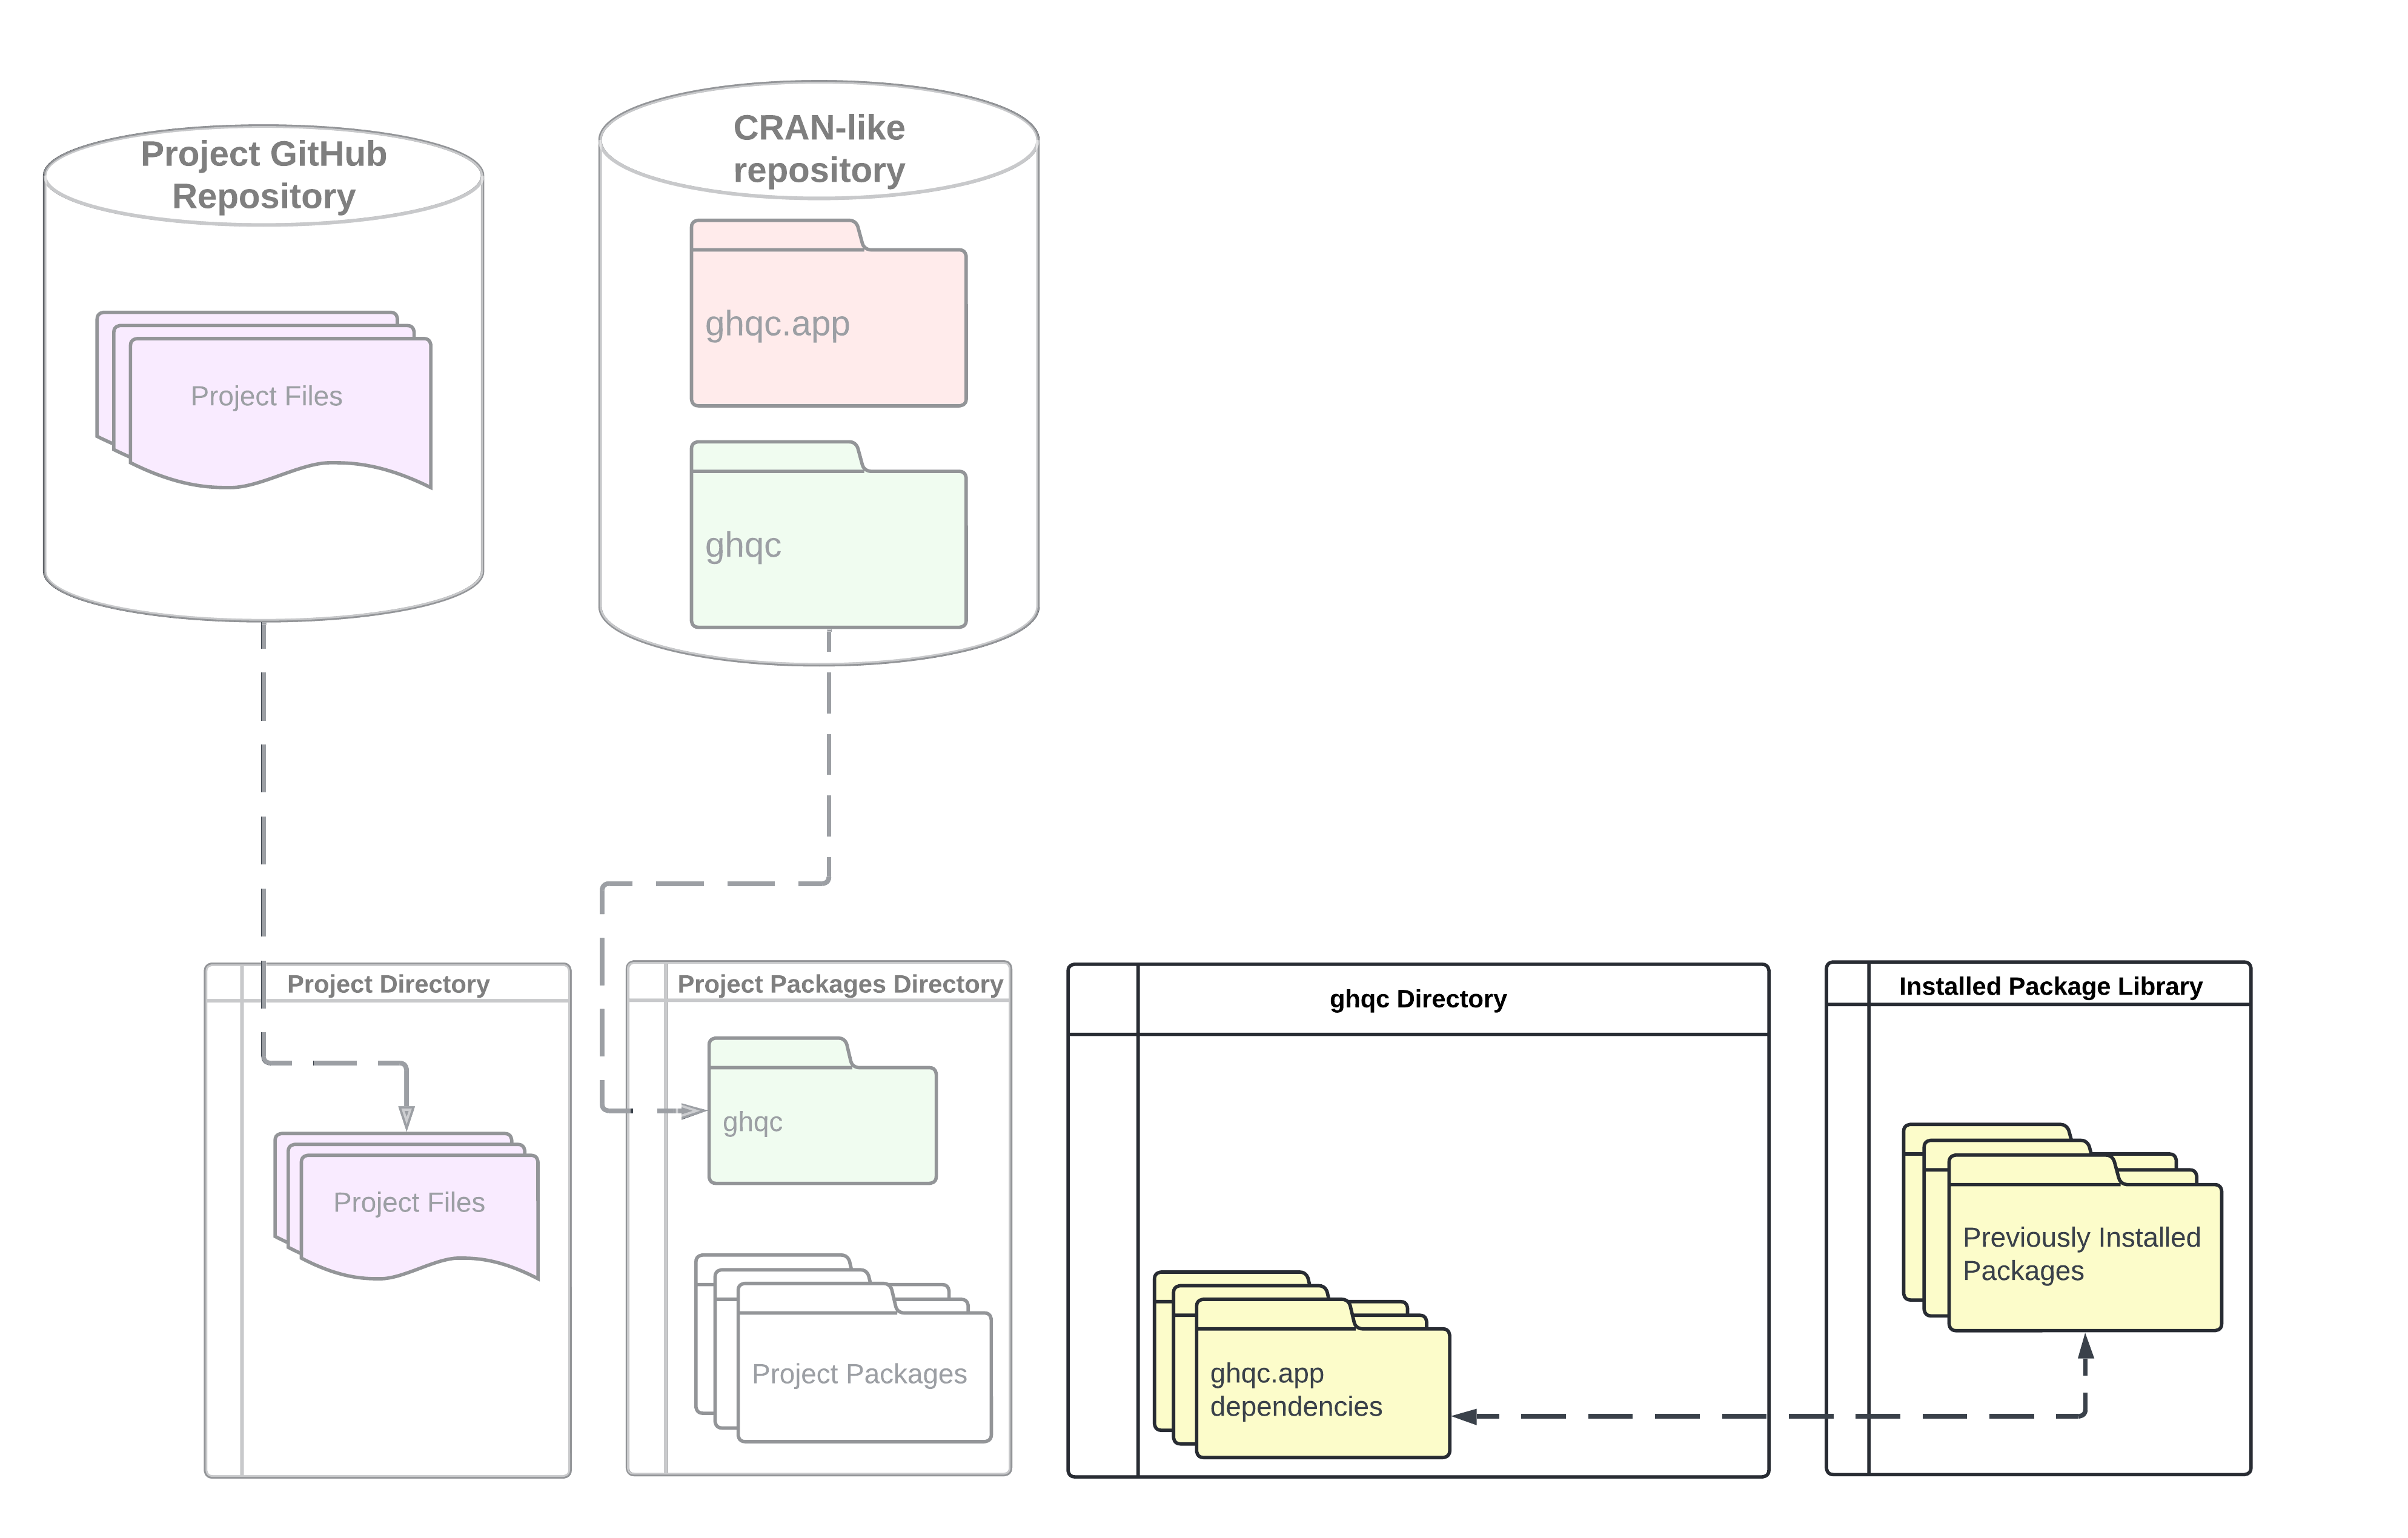 Project GitHub
Repository
Project Files
CRAN-like
repository
ghqc.app
ghqc
Project Directory
Project Files
Project Packages Directory
ghqc
Project Packages
ghqc Directory
ghqc.app
dependencies
Installed Package Library
Previously Installed
Packages